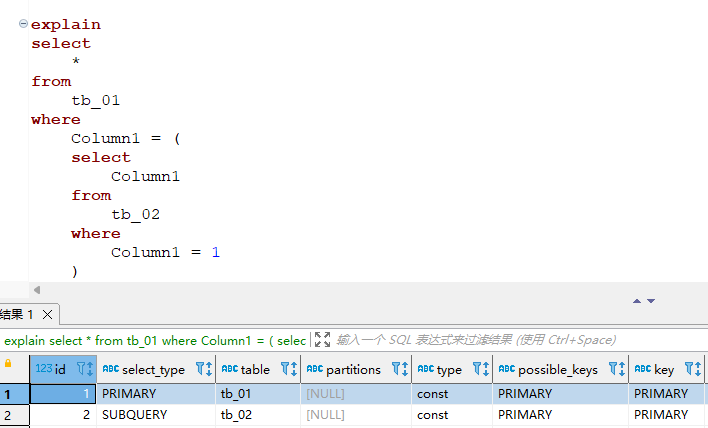 explain
select
*
from
tb_01
where
Column1 = (
select
Column1
from
tb_02
where
Column1 = 1
)
结果 1
explain select * from tb_01 where Column1 = ( selec 输入一个 SQL 表达式来过滤结果 (使用 Ctrl+Space)
123 id ABC select_type ABC table ABC partitions ABC type ABC possible_keys ABC key
1 1 PRIMARY tb_01 [NULL] const PRIMARY PRIMARY
2 2 SUBQUERY tb_02 [NULL] const PRIMARY PRIMARY